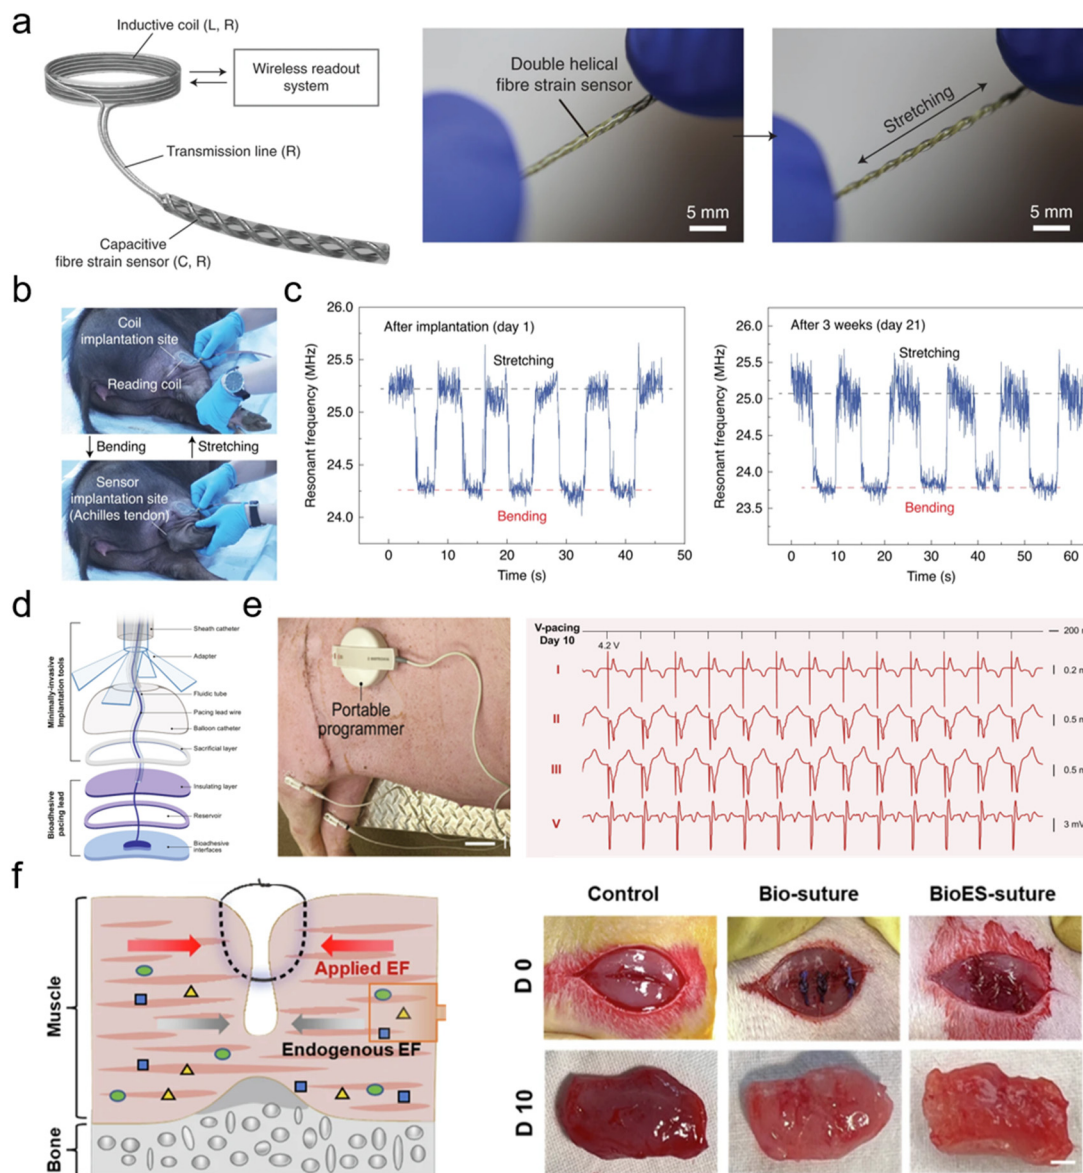 a
Inductive coil (L, R)
Wireless readout
system
Transmission line (R)
Capacitive
fibre strain sensor (C, R)
Double helical
fibre strain sensor
5 mm
Stretching
5 mm
b
Coil
implantation site
Reading coil
Bending
Stretching
Sensor
implantation site
(Achilles tendon)
c
26.0
25.5
25.0
24.5
24.0
Resonant frequency (MHz)
After implantation (day 1)
Stretching
Bending
0
10
20
30
40
50
Time (s)
26.0
25.5
25.0
24.5
24.0
23.5
Resonant frequency (MHz)
After 3 weeks (day 21)
Stretching
Bending
0
10
20
30
40
50
60
Time (s)
d
Minimally-invasive
Implantation tools
Bioadhesive
pacing lead
Sheath catheter
Adapter
Fluidic tube
Pacing lead wire
Balloon catheter
Sacrificial layer
Insulating layer
Reservoir
Bioadhesive
interfaces
e
Portable
programmer
V-pacing
Day 10
4.2 V
200
I
0.2
II
0.5
III
0.5
V
3 mV
f
Muscle
Bone
Applied EF
Endogenous EF
Control
Bio-suture
BioES-suture
D 0
D 10